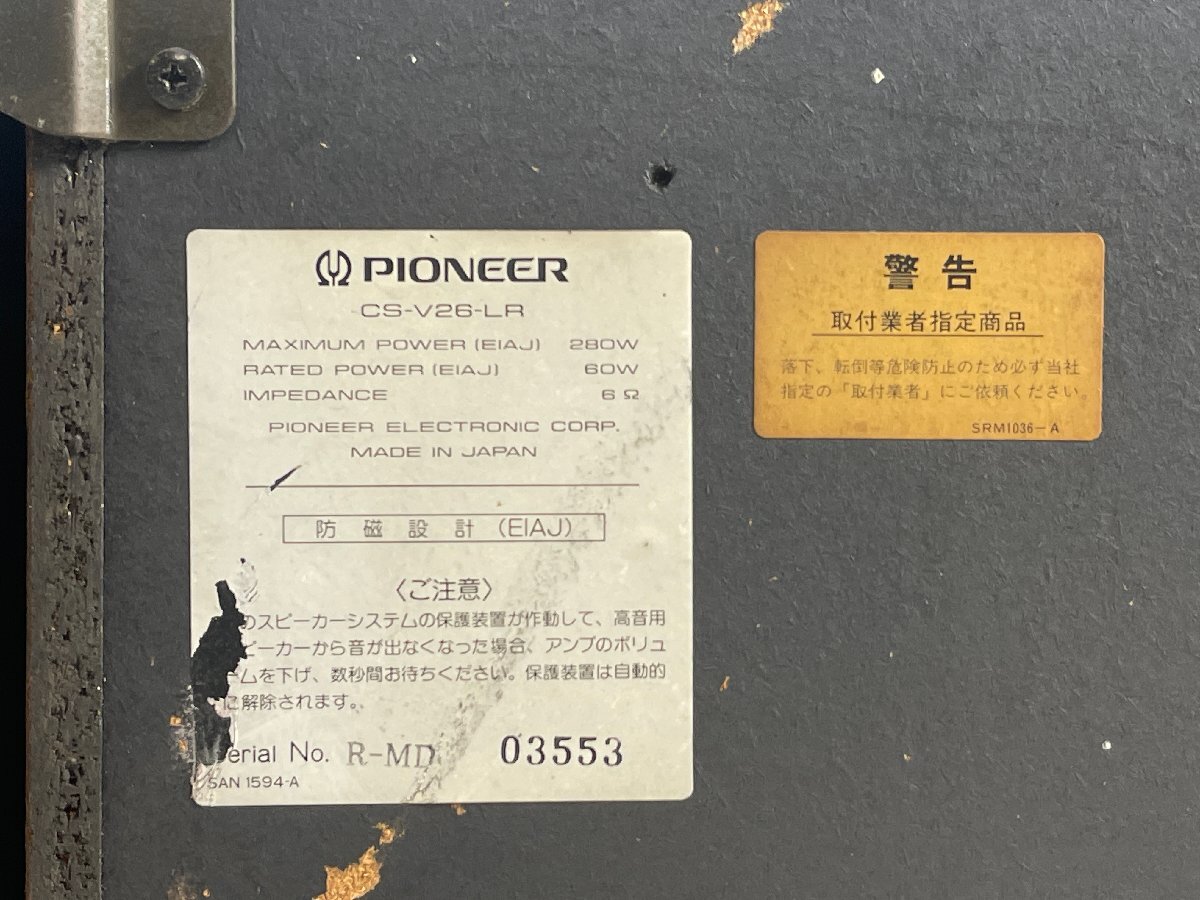 PIONEER
CS-V26-LR
MAXIMUM POWER (EIAJ) 280W
RATED POWER (EIAJ) 60W
IMPEDANCE 6 Ω
PIONEER ELECTRONIC CORP.
MADE IN JAPAN
防磁設計 (EIAJ)
〈ご注意〉
のスピーカーシステムの保護装置が作動して、高音用
ピーカーから音が出なくなった場合、アンプのボリュ
ームを下げ、数秒間お待ちください。保護装置は自動的
に解除されます。
Serial No. R-MD 03553
SAN 1594-A
警告
取付業者指定商品
落下、転倒等危険防止のため必ず当社
指定の「取付業者」にご依頼ください。
SRM1036-A